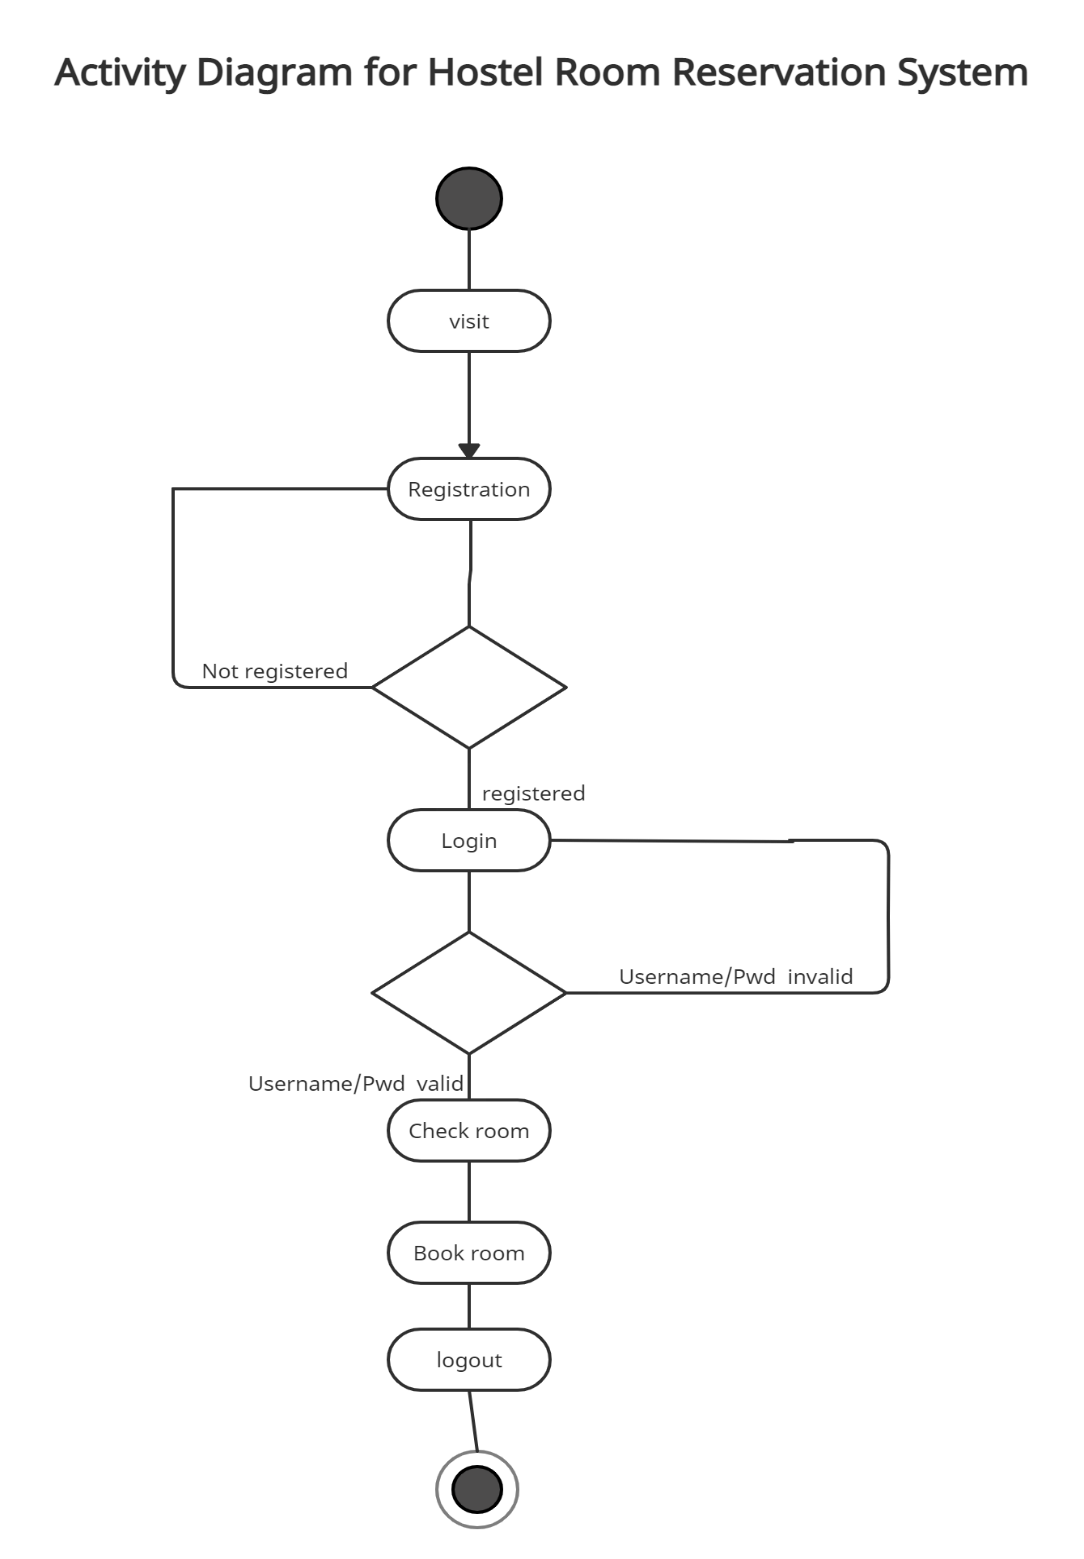 Activity Diagram for Hostel Room Reservation System
visit
Registration
Not registered
registered
Login
Username/Pwd  invalid
Username/Pwd  valid
Check room
Book room
logout